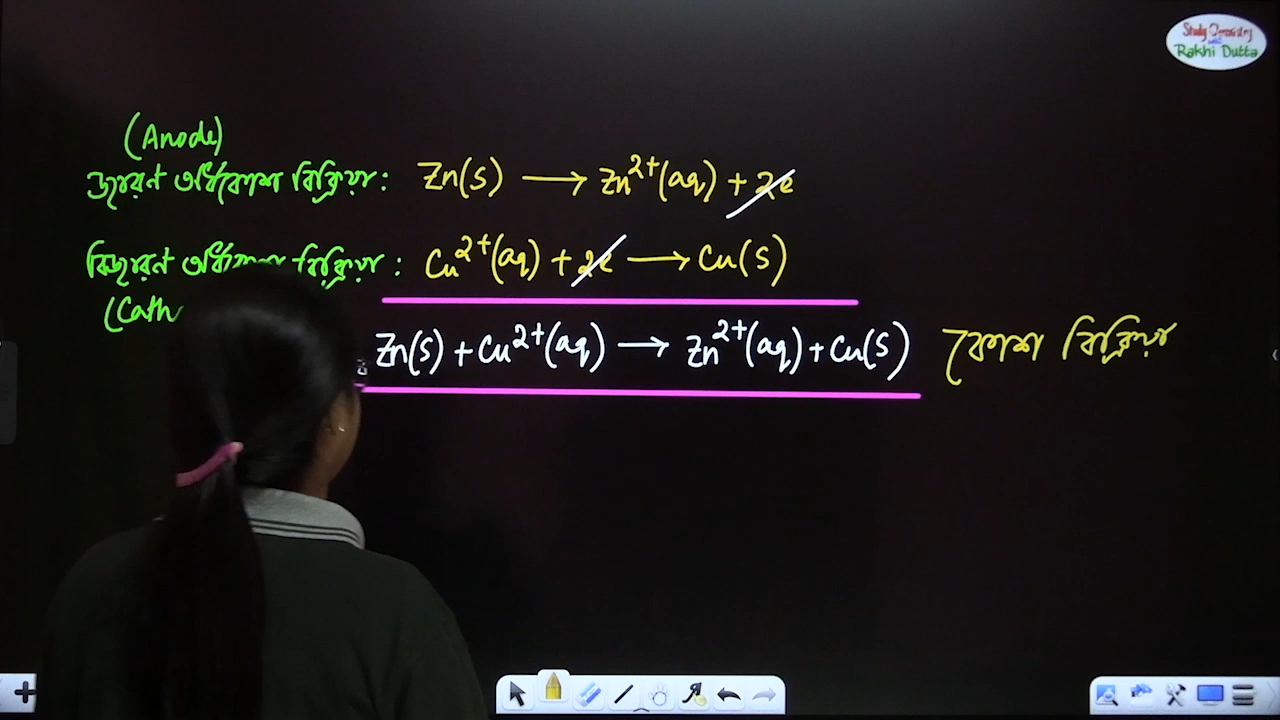 Study Chemistry
with
Rakhi Dutta
(Anode)
জারণ অর্ধকোশ বিক্রিয়া : Zn(s) ⟶ Zn²⁺(aq) + 2e
বিজারণ অর্ধকোশ বিক্রিয়া : Cu²⁺(aq) + 2e ⟶ Cu(s)
(Cath
Zn(s) + Cu²⁺(aq) ⟶ Zn²⁺(aq) + Cu(s) কোশ বিক্রিয়া